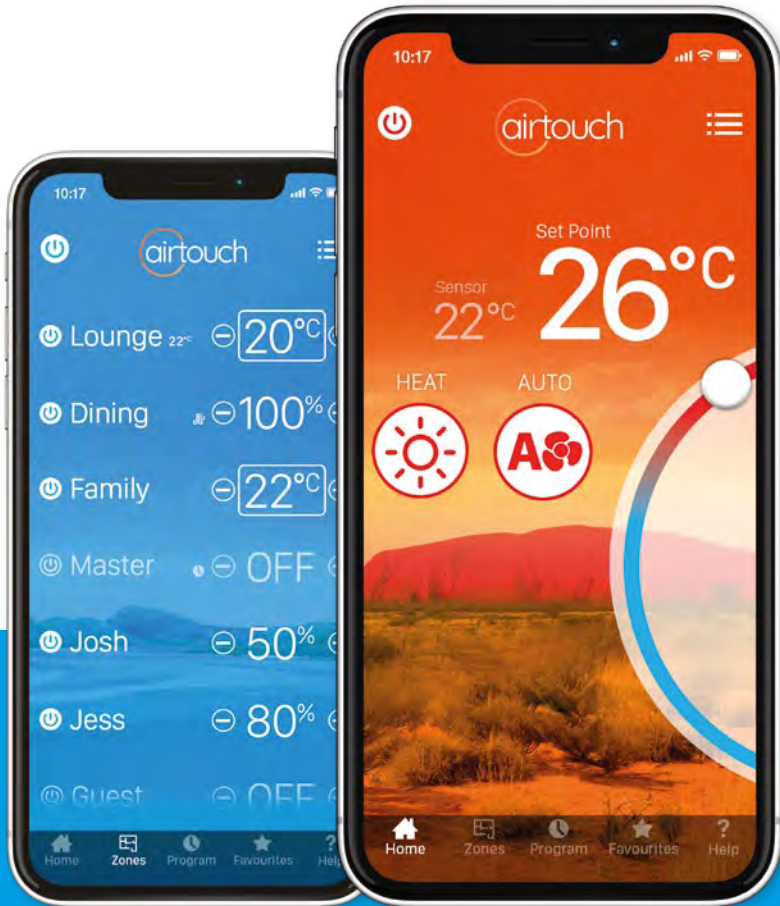 10:17
airtouch
Lounge 22°C 20°C
Dining 100%
Family 22°C
Master OFF
Josh 50%
Jess 80%
Guest OFF
Home Zones Program Favourites Help
10:17
airtouch
Set Point
26°C
Sensor
22°C
HEAT AUTO
A
Home Zones Program Favourites Help